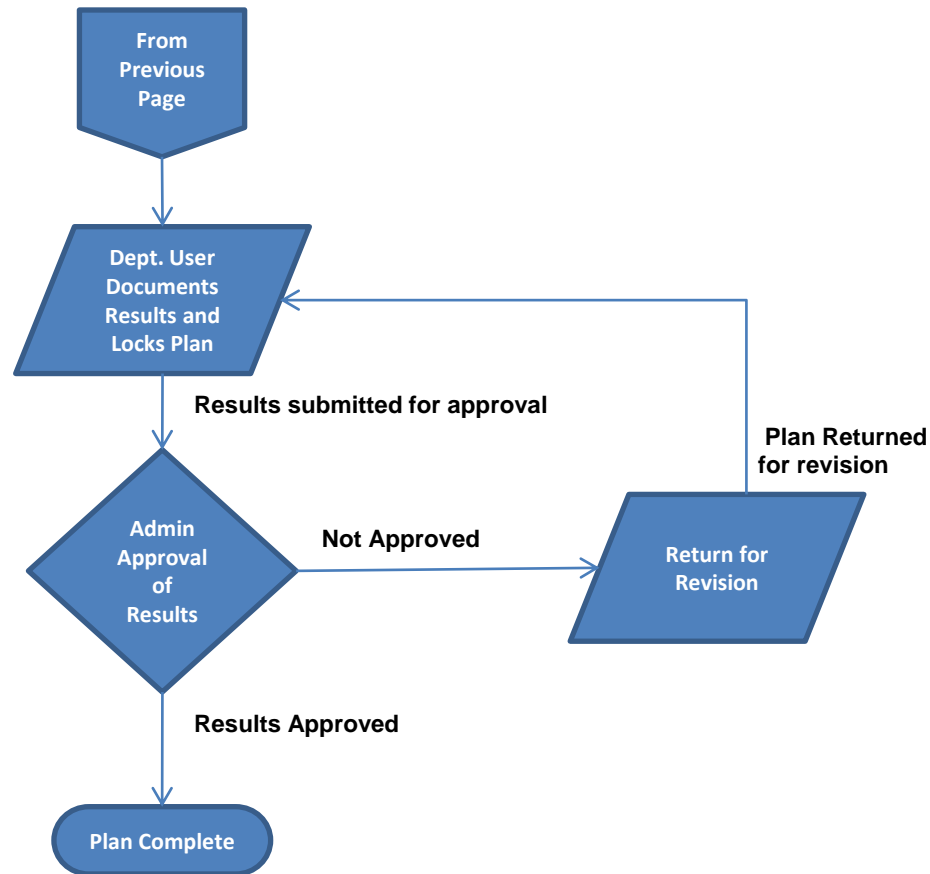 From
Previous
Page
Dept. User
Documents
Results and
Locks Plan
Results submitted for approval
Plan Returned
for revision
Admin
Approval
of
Results
Not Approved
Return for
Revision
Results Approved
Plan Complete